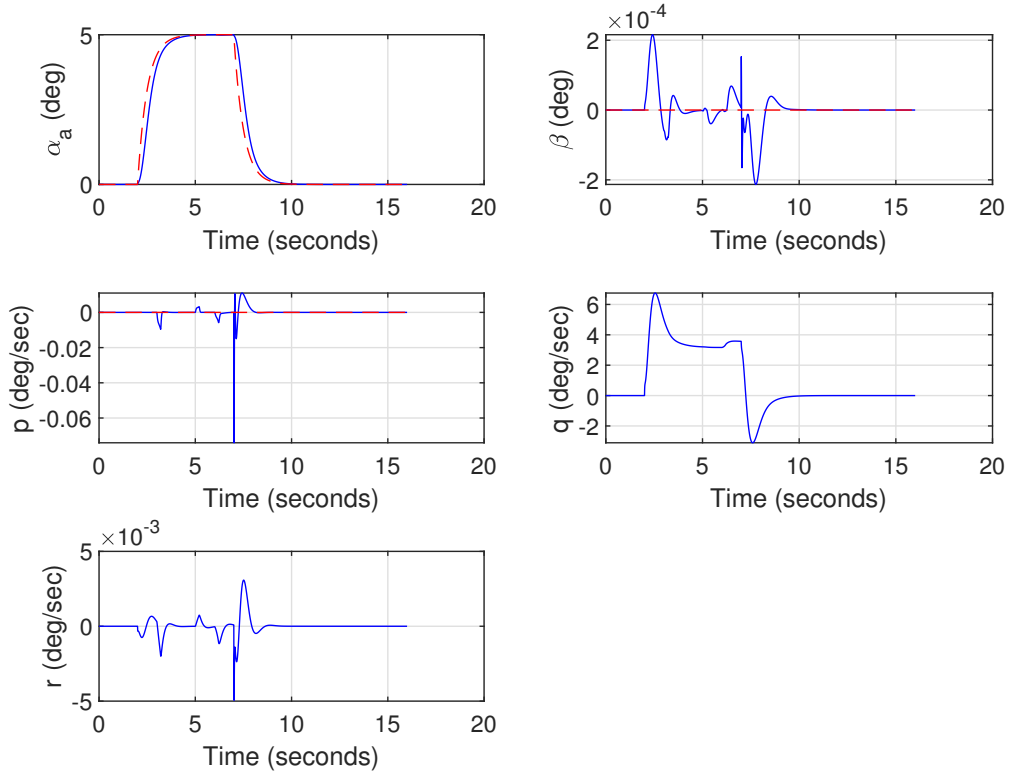 5
0
α_a (deg)
0 5 10 15 20
Time (seconds)
×10^-4
2
0
-2
β (deg)
0 5 10 15 20
Time (seconds)
0
-0.02
-0.04
-0.06
p (deg/sec)
0 5 10 15 20
Time (seconds)
6
4
2
0
-2
q (deg/sec)
0 5 10 15 20
Time (seconds)
×10^-3
5
0
-5
r (deg/sec)
0 5 10 15 20
Time (seconds)